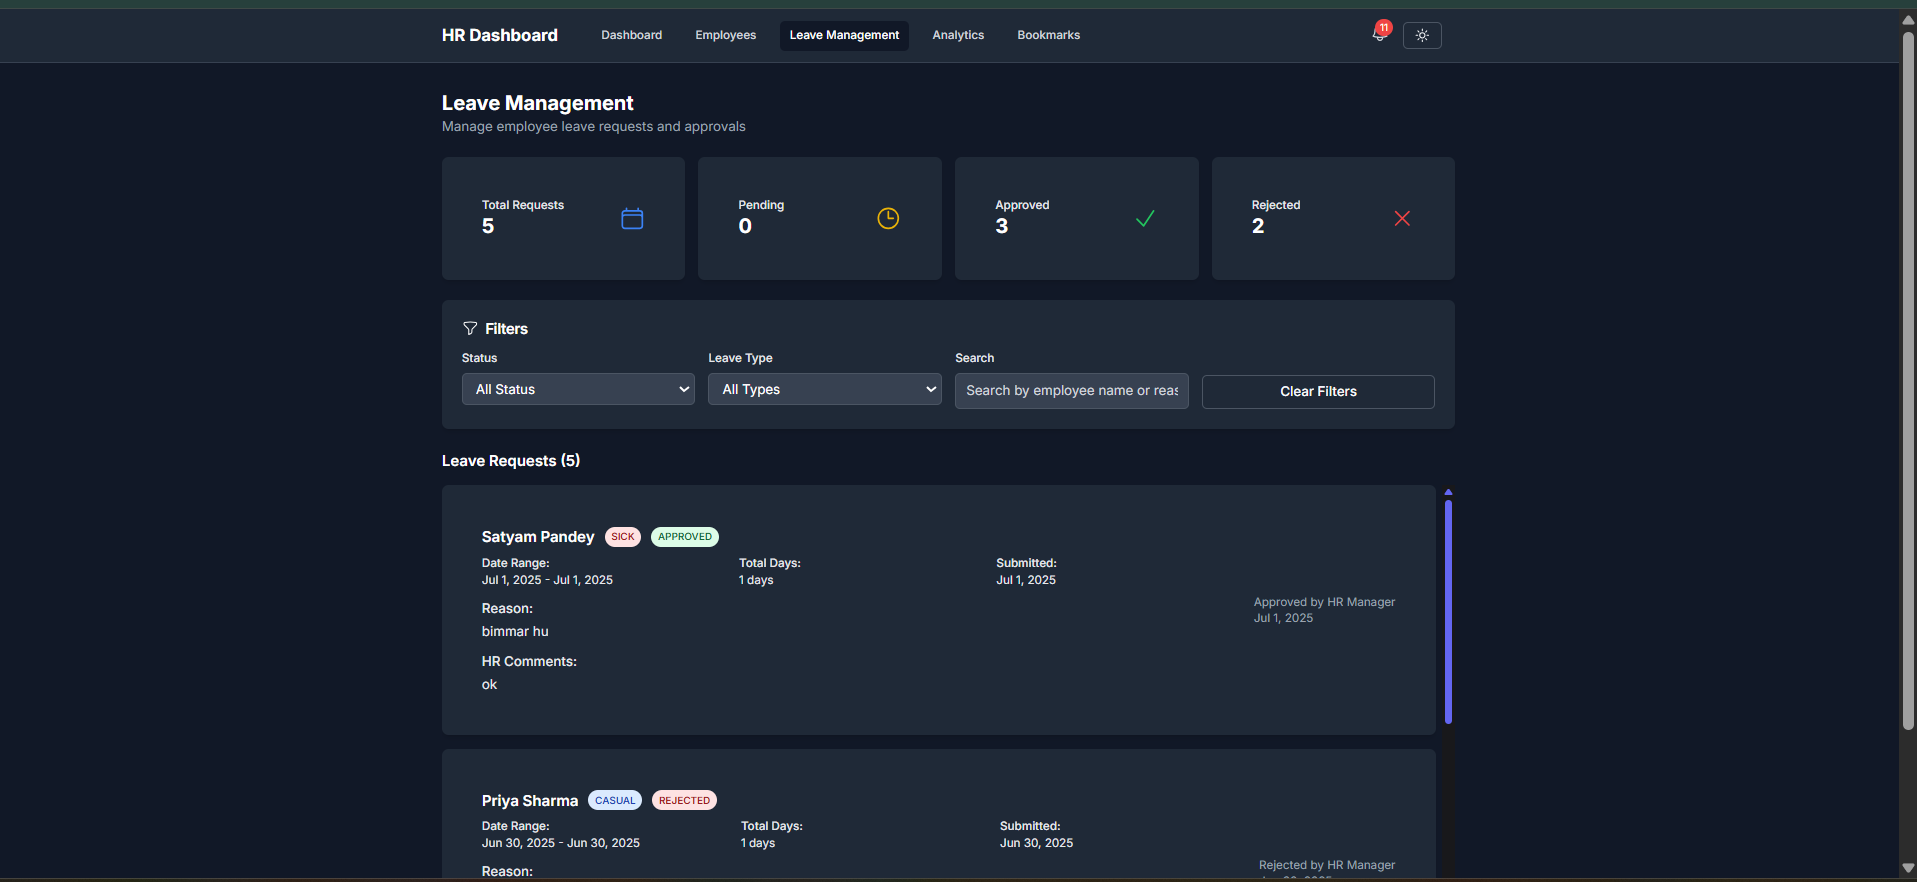 HR Dashboard Dashboard Employees Leave Management Analytics Bookmarks 11
Leave Management
Manage employee leave requests and approvals
Total Requests
5
Pending
0
Approved
3
Rejected
2
Filters
Status
All Status
Leave Type
All Types
Search
Search by employee name or reas
Clear Filters
Leave Requests (5)
Satyam Pandey SICK APPROVED
Date Range:
Jul 1, 2025 - Jul 1, 2025
Total Days:
1 days
Submitted:
Jul 1, 2025
Reason:
bimmar hu
HR Comments:
ok
Approved by HR Manager
Jul 1, 2025
Priya Sharma CASUAL REJECTED
Date Range:
Jun 30, 2025 - Jun 30, 2025
Total Days:
1 days
Submitted:
Jun 30, 2025
Reason:
Rejected by HR Manager